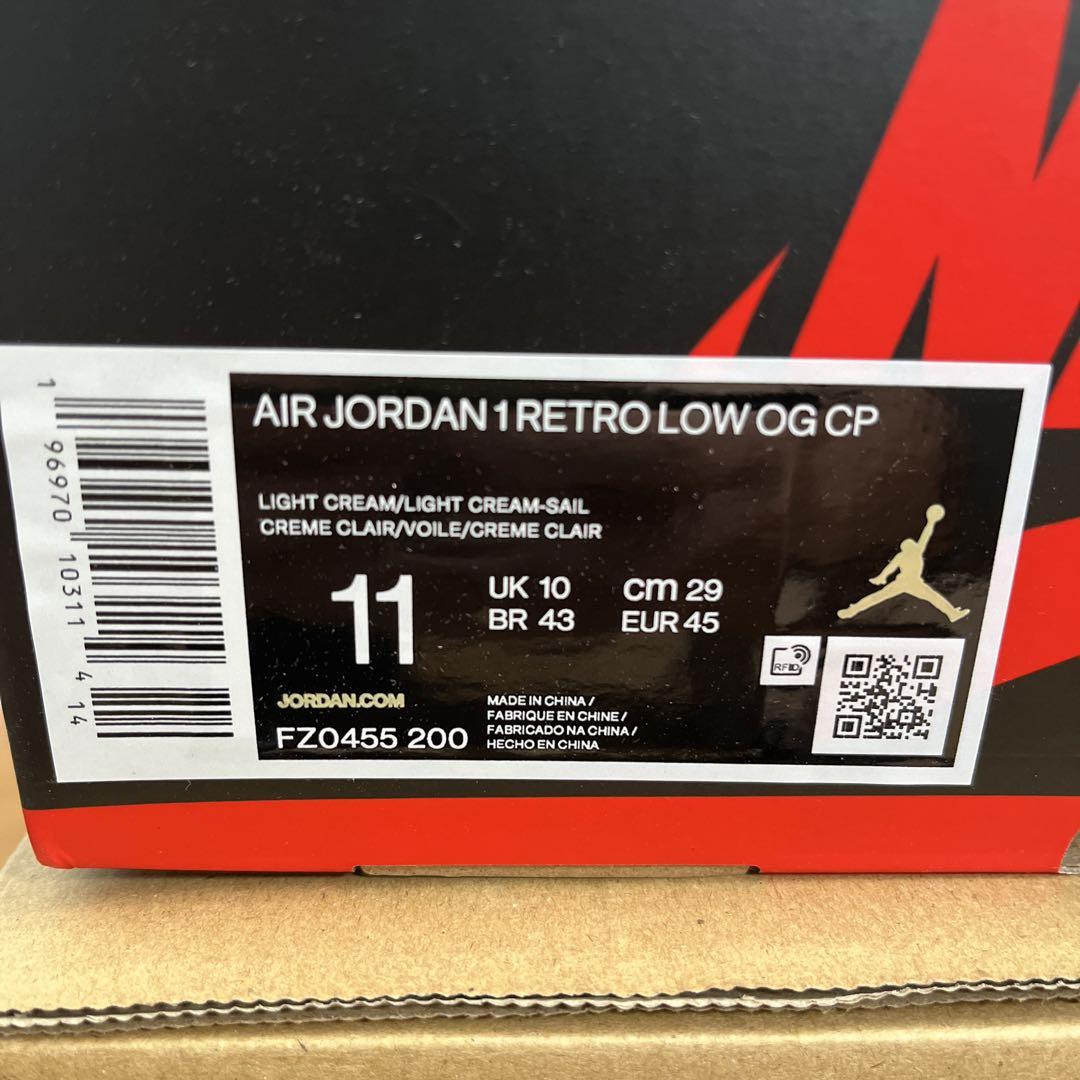 1 96970 10311 4 14
AIR JORDAN 1 RETRO LOW OG CP
LIGHT CREAM/LIGHT CREAM-SAIL
CREME CLAIR/VOILE/CREME CLAIR
11
UK 10 cm 29
BR 43 EUR 45
RFID
JORDAN.COM
FZ0455 200
MADE IN CHINA /
FABRIQUE EN CHINE /
FABRICADO NA CHINA /
HECHO EN CHINA